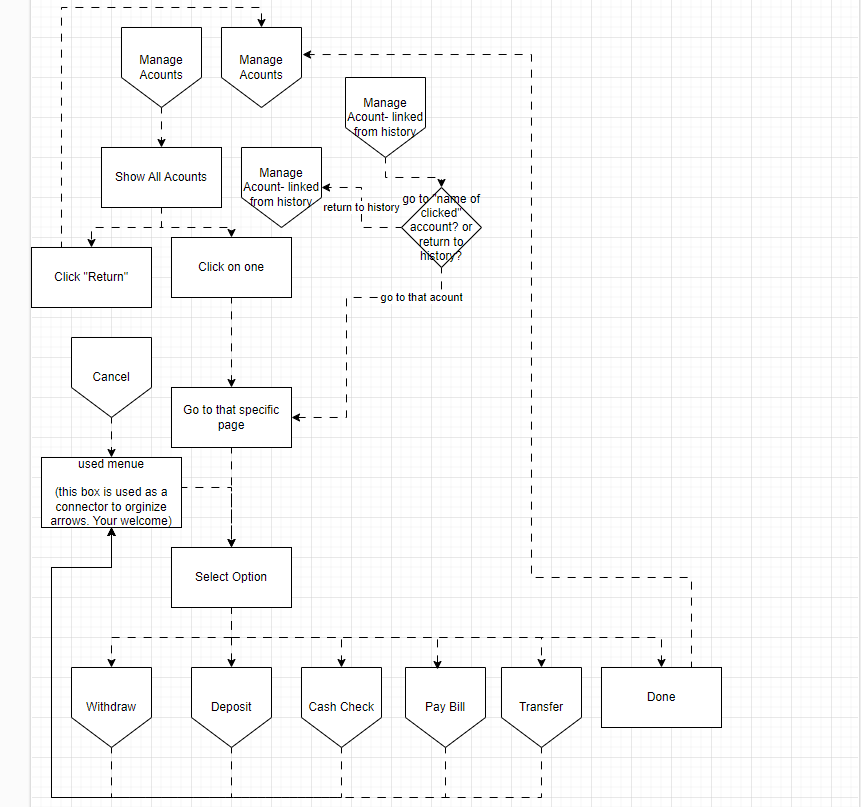 Manage
Acounts
Manage
Acounts
Manage
Acount- linked
from history
Show All Acounts
Manage
Acount- linked
from history
return to history
go to "name of
clicked"
account? or
return to
history?
Click "Return"
Click on one
go to that acount
Cancel
Go to that specific
page
used menue
(this box is used as a
connector to orginize
arrows. Your welcome)
Select Option
Withdraw
Deposit
Cash Check
Pay Bill
Transfer
Done